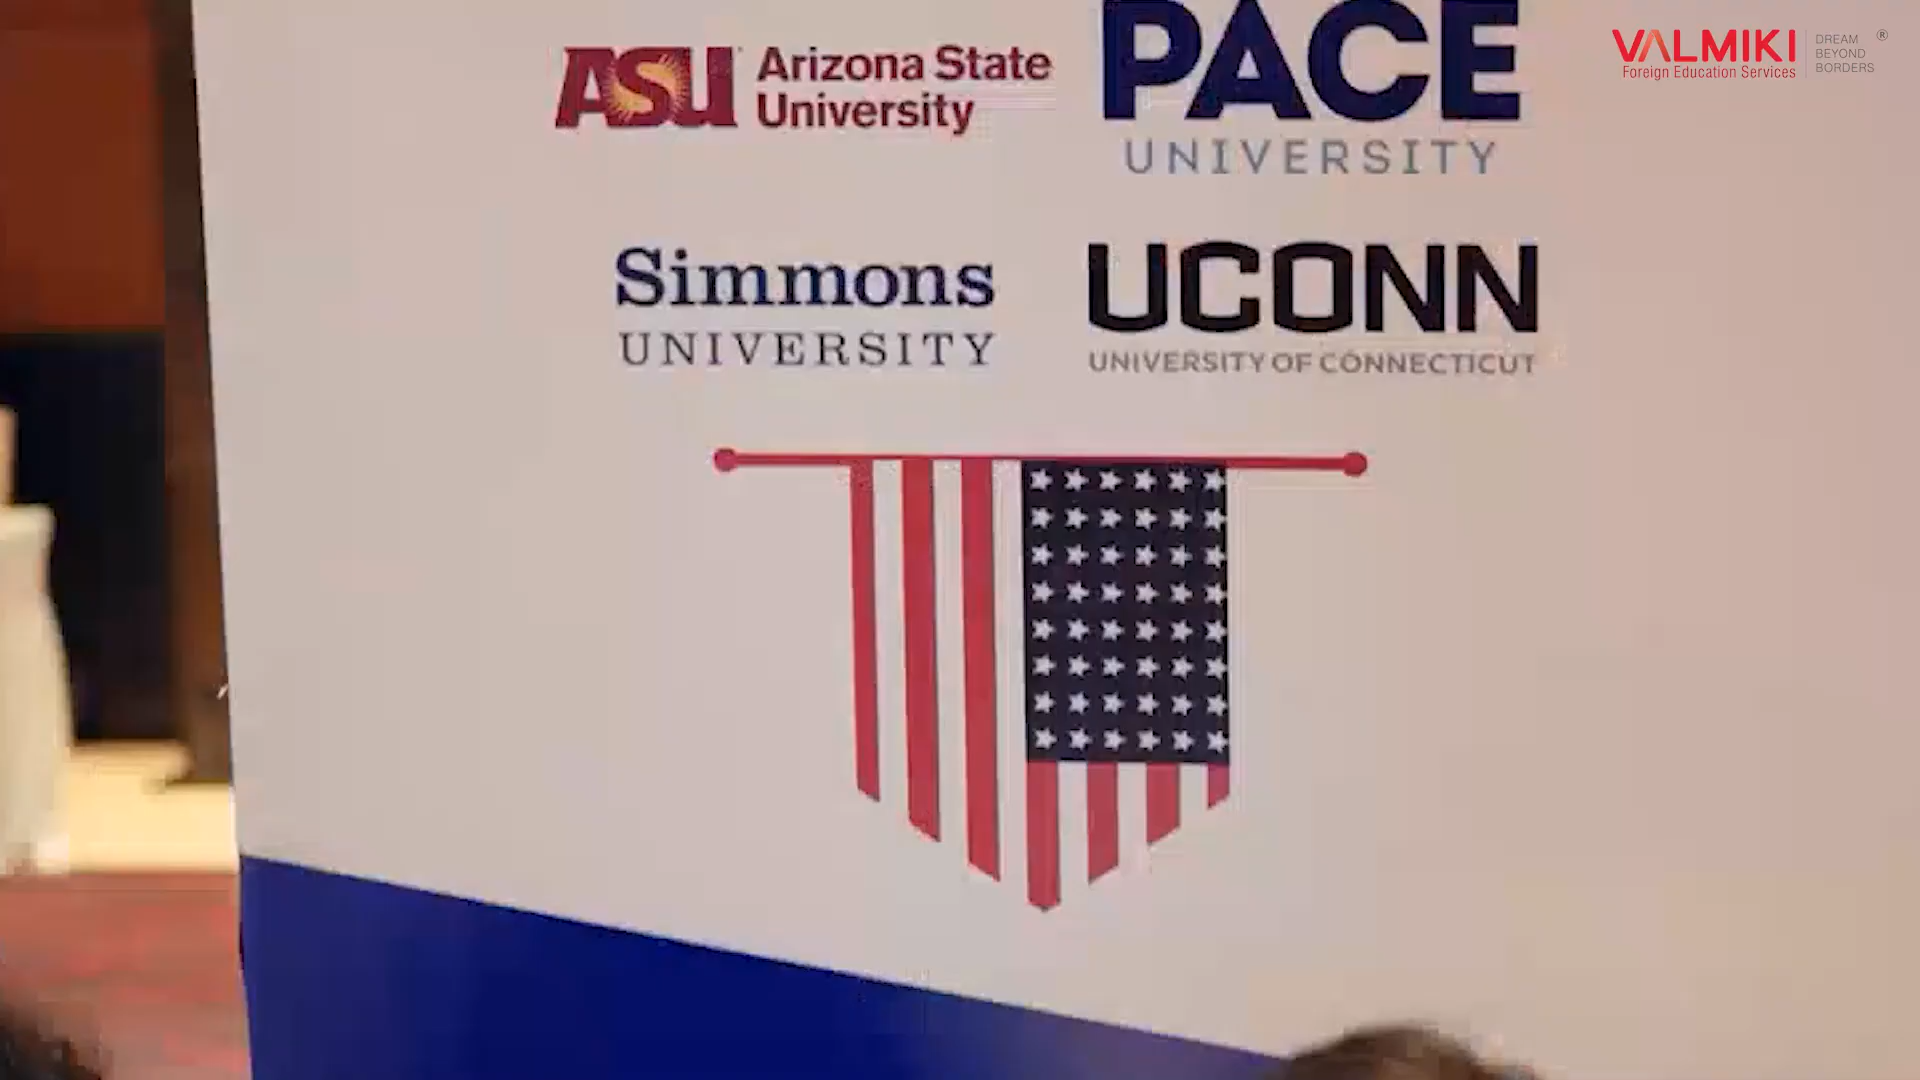 ASU Arizona State
University
PACE
UNIVERSITY
VALMIKI
Foreign Education Services
DREAM
BEYOND
BORDERS
®
Simmons
UNIVERSITY
UCONN
UNIVERSITY OF CONNECTICUT